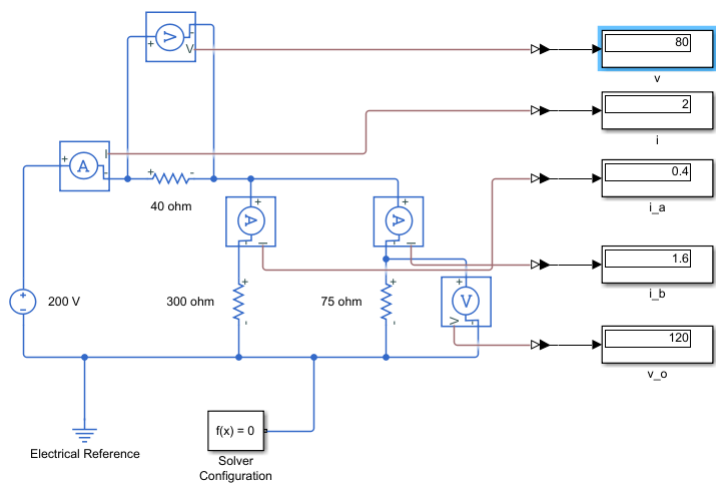 V
+
-
V
80
v
2
i
A
+
-
I
+
-
40 ohm
0.4
i_a
+
A
-
I
+
A
-
I
1.6
i_b
200 V
+
-
300 ohm
+
-
75 ohm
+
-
+
V
-
V
120
v_o
f(x) = 0
Electrical Reference
Solver
Configuration